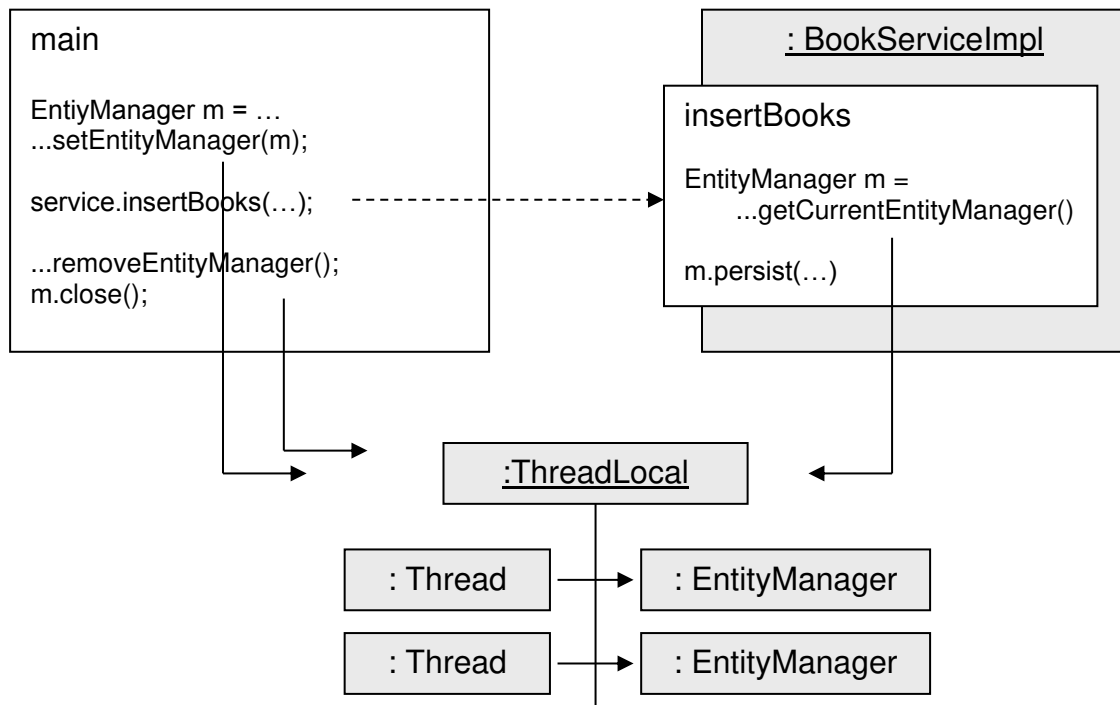 main
EntiyManager m = …
...setEntityManager(m);
service.insertBooks(…);
...removeEntityManager();
m.close();
: BookServiceImpl
insertBooks
EntityManager m =
...getCurrentEntityManager()
m.persist(…)
:ThreadLocal
: Thread
: EntityManager
: Thread
: EntityManager